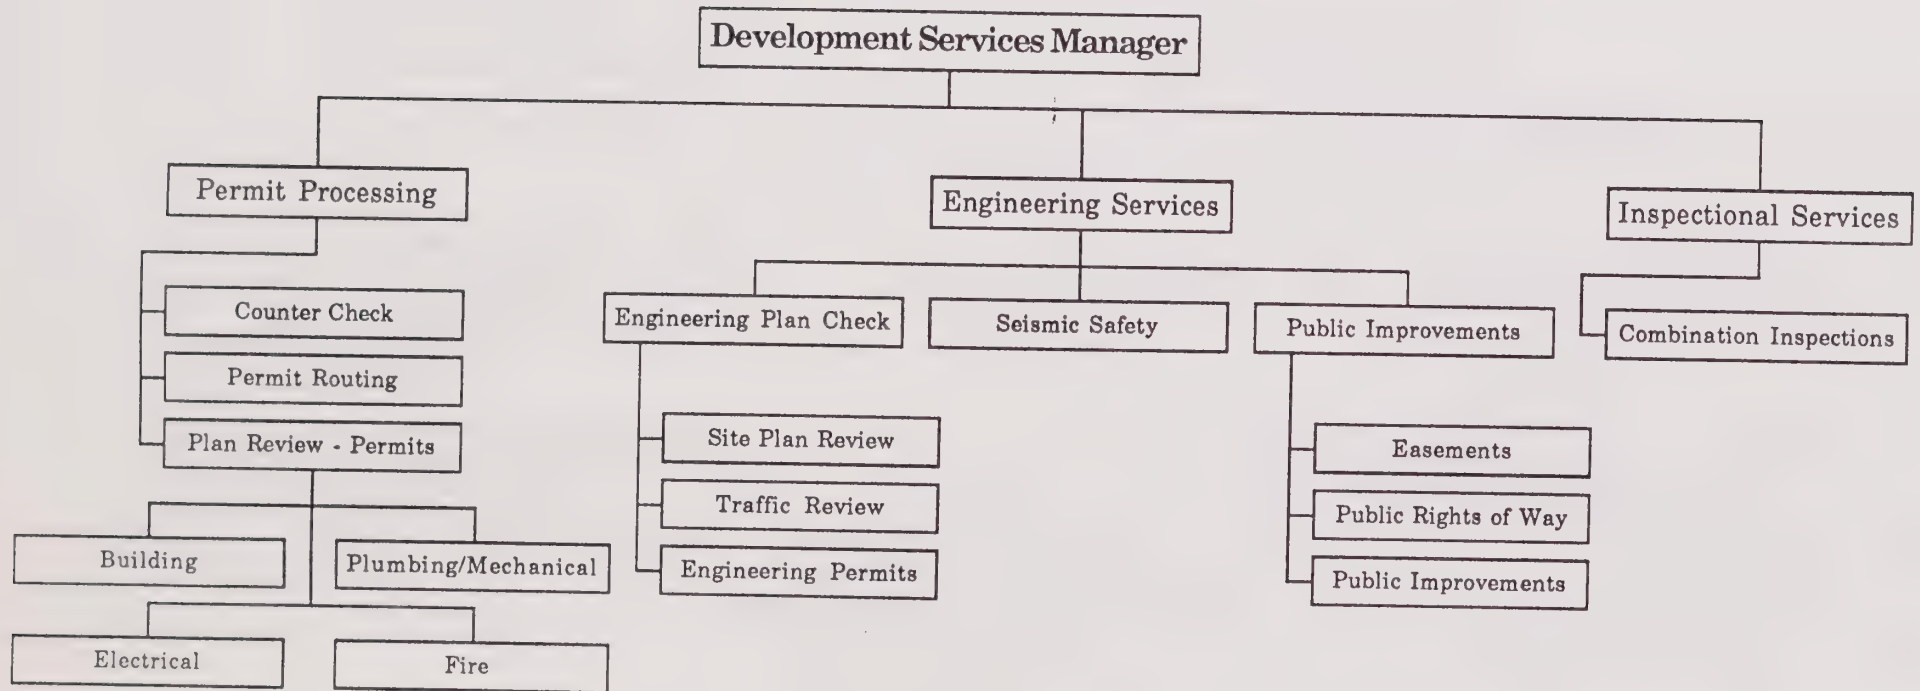 Development Services Manager
Permit Processing
Engineering Services
Inspectional Services
Counter Check
Permit Routing
Plan Review - Permits
Building
Plumbing/Mechanical
Electrical
Fire
Engineering Plan Check
Seismic Safety
Public Improvements
Site Plan Review
Traffic Review
Engineering Permits
Easements
Public Rights of Way
Public Improvements
Combination Inspections